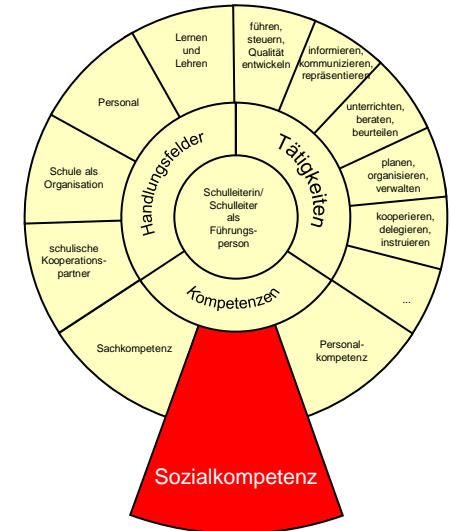 Lernen
und
Lehren
führen,
steuern,
Qualität
entwickeln
informieren,
kommunizieren,
repräsentieren
unterrichten,
beraten,
beurteilen
planen,
organisieren,
verwalten
kooperieren,
delegieren,
instruieren
...
Personal-
kompetenz
Sozialkompetenz
Sachkompetenz
schulische
Kooperations-
partner
Schule als
Organisation
Personal
Handlungsfelder
Tätigkeiten
Kompetenzen
Schulleiterin/
Schulleiter
als
Führungs-
person